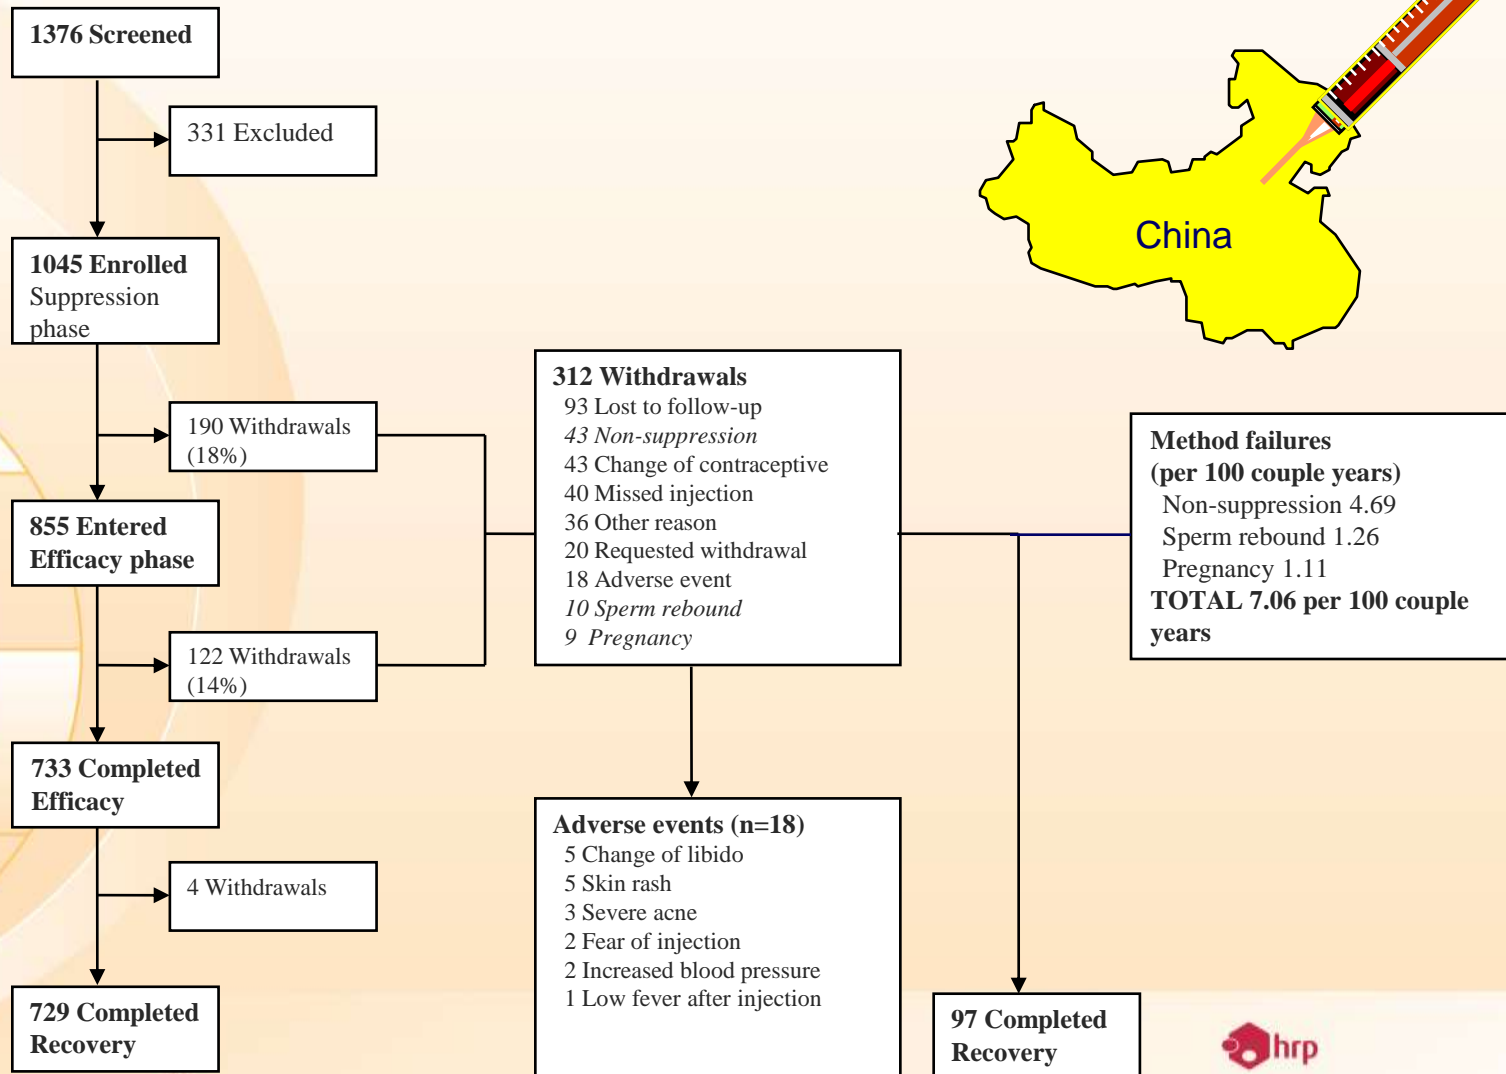 1376 Screened
331 Excluded
China
1045 Enrolled
Suppression
phase
190 Withdrawals
(18%)
855 Entered
Efficacy phase
122 Withdrawals
(14%)
733 Completed
Efficacy
4 Withdrawals
729 Completed
Recovery
312 Withdrawals
93 Lost to follow-up
43 Non-suppression
43 Change of contraceptive
40 Missed injection
36 Other reason
20 Requested withdrawal
18 Adverse event
10 Sperm rebound
9 Pregnancy
Adverse events (n=18)
5 Change of libido
5 Skin rash
3 Severe acne
2 Fear of injection
2 Increased blood pressure
1 Low fever after injection
Method failures
(per 100 couple years)
Non-suppression 4.69
Sperm rebound 1.26
Pregnancy 1.11
TOTAL 7.06 per 100 couple
years
97 Completed
Recovery
hrp